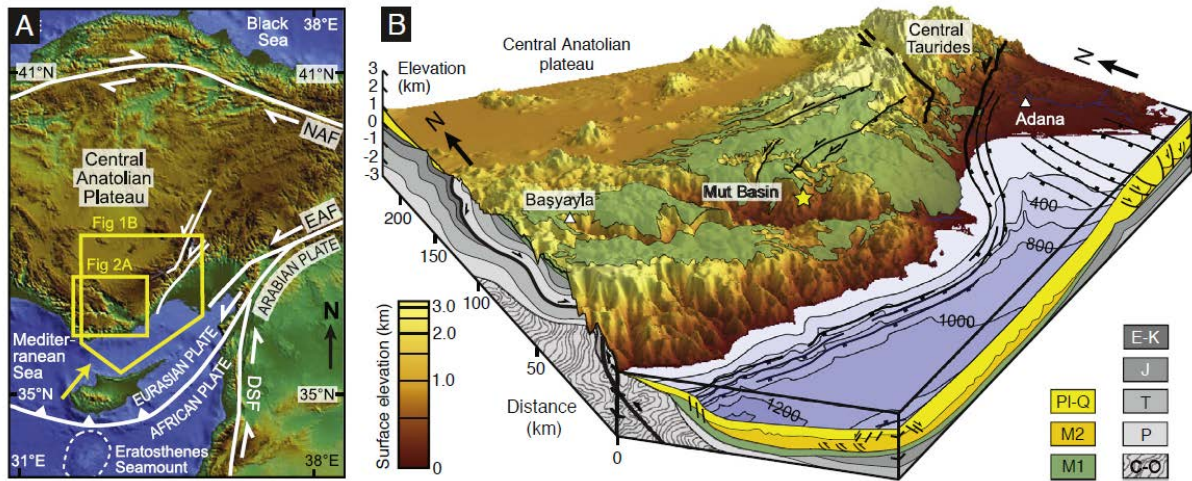 A
38°E
Black
Sea
41°N
41°N
NAF
Central
Anatolian
Plateau
Fig 1B
EAF
Fig 2A
ARABIAN PLATE
N
Mediter-
ranean
Sea
EURASIAN PLATE
35°N
AFRICAN PLATE
DSF
35°N
Eratosthenes
Seamount
31°E
38°E
B
Central Anatolian
plateau
Central
Taurides
N
Elevation
(km)
3
2
1
0
-1
-2
-3
N
Adana
Mut Basin
Başyayla
400
800
1000
1200
200
150
100
50
0
Distance
(km)
Surface elevation (km)
3.0
2.0
1.0
0
Pl-Q
M2
M1
E-K
J
T
P
C-O